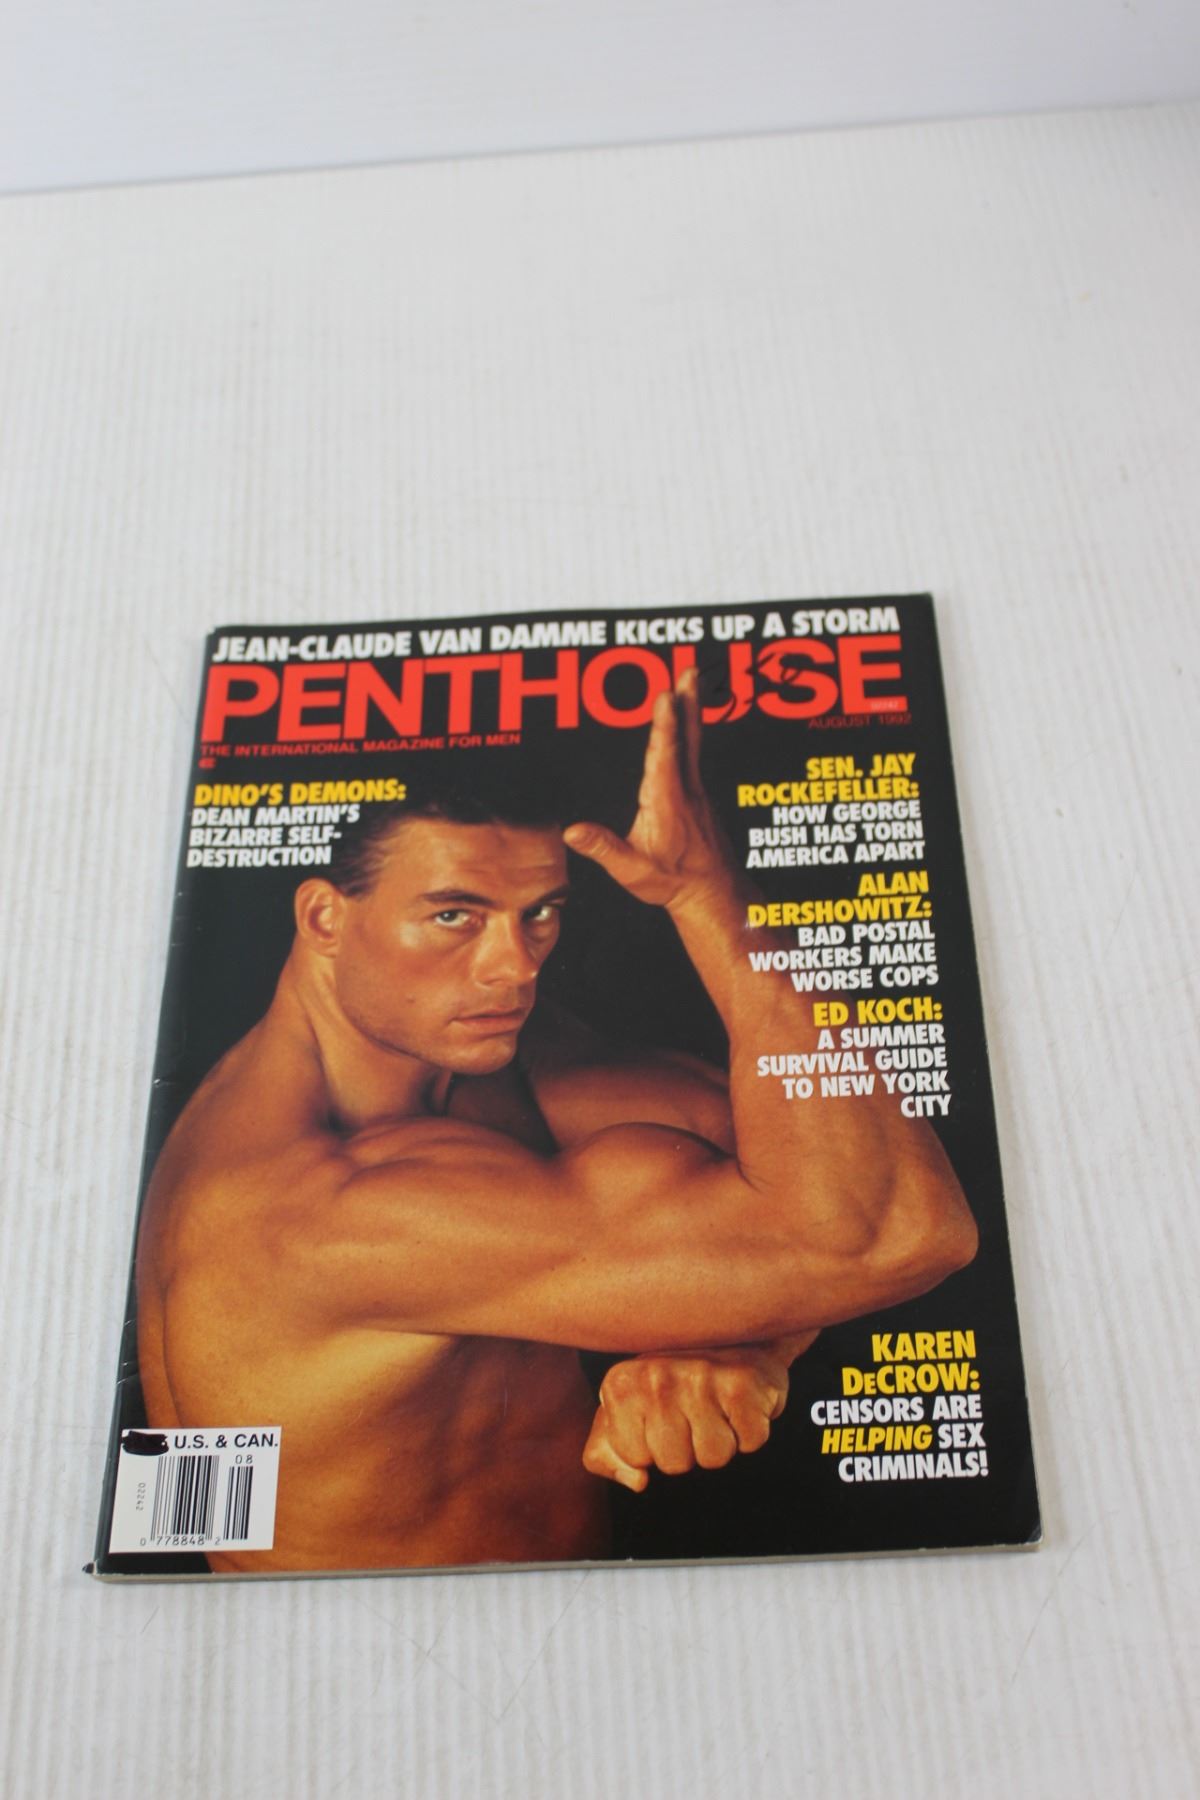 JEAN-CLAUDE VAN DAMME KICKS UP A STORM
PENTHOUSE
THE INTERNATIONAL MAGAZINE FOR MEN
AUGUST 1992
DINO'S DEMONS:
DEAN MARTIN'S
BIZARRE SELF-
DESTRUCTION
SEN. JAY
ROCKEFELLER:
HOW GEORGE
BUSH HAS TORN
AMERICA APART
ALAN
DERSHOWITZ:
BAD POSTAL
WORKERS MAKE
WORSE COPS
ED KOCH:
A SUMMER
SURVIVAL GUIDE
TO NEW YORK
CITY
KAREN
DeCROW:
CENSORS ARE
HELPING SEX
CRIMINALS!
U.S. & CAN.
08
02242
0 778848 2